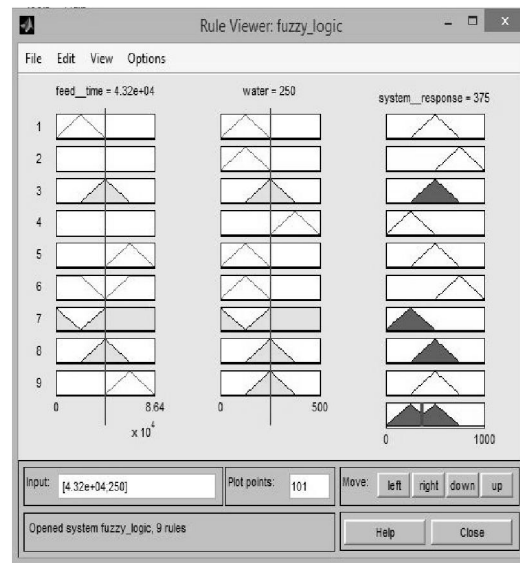 Rule Viewer: fuzzy_logic
File Edit View Options
feed__time = 4.32e+04 water = 250 system__response = 375
1
2
3
4
5
6
7
8
9
0 8.64 0 500
x 10^4
0 1000
Input: [4.32e+04,250] Plot points: 101 Move: left right down up
Opened system fuzzy_logic, 9 rules Help Close